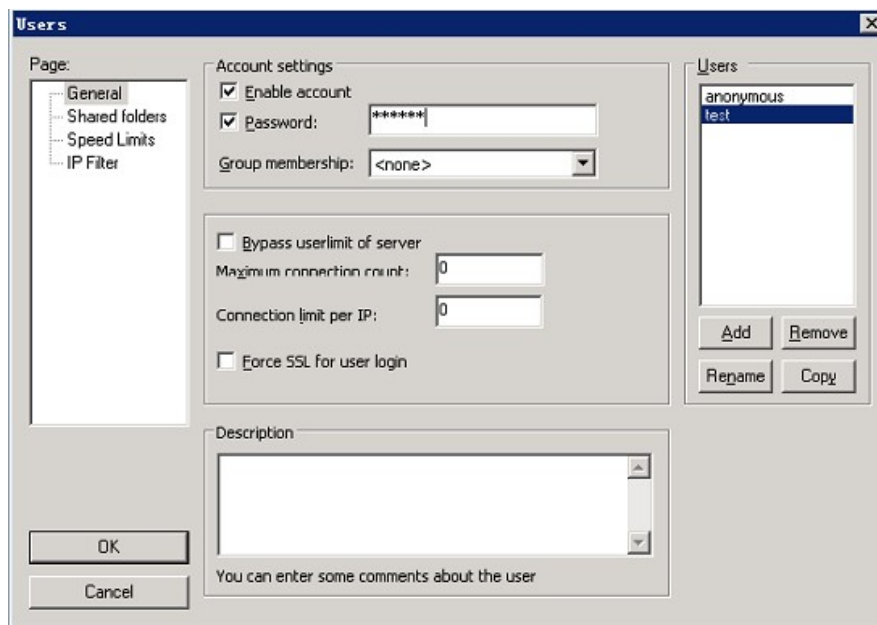 Users
Page:
General
Shared folders
Speed Limits
IP Filter
Account settings
Enable account
Password: ******
Group membership: <none>
Bypass userlimit of server
Maximum connection count: 0
Connection limit per IP: 0
Force SSL for user login
Description
You can enter some comments about the user
Users
anonymous
test
Add Remove
Rename Copy
OK
Cancel